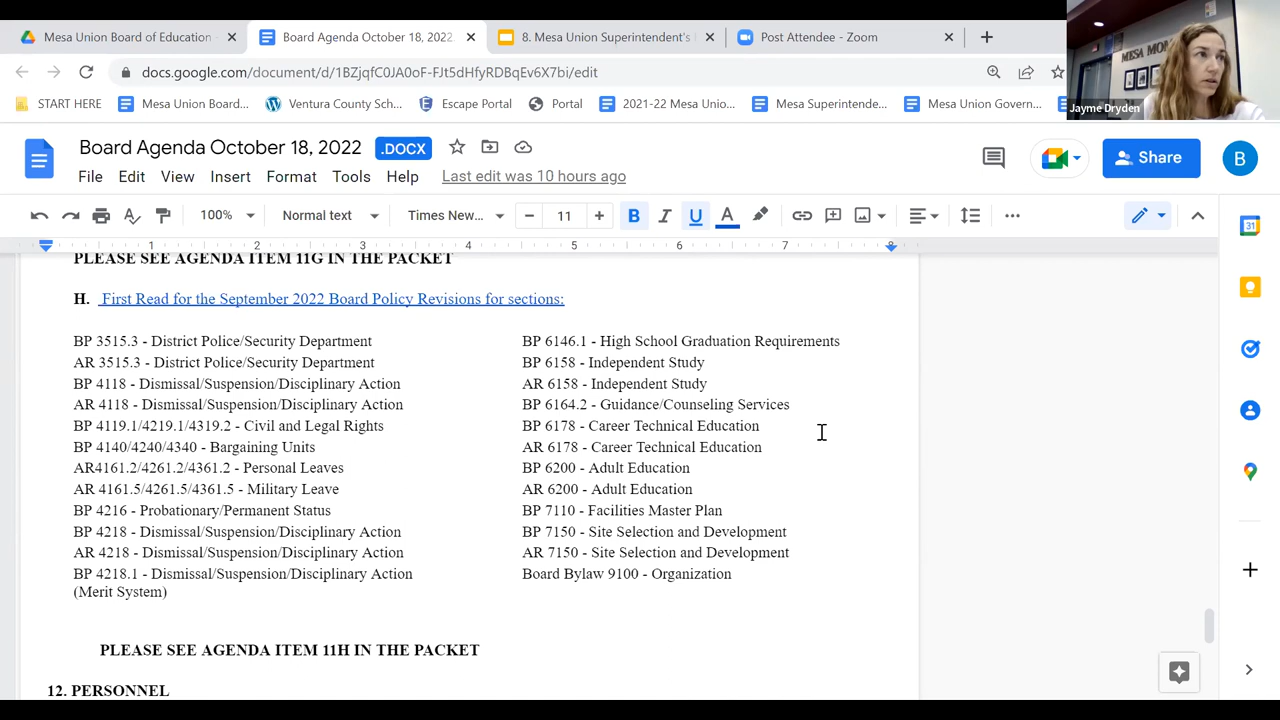 Mesa Union Board of Education
Board Agenda October 18, 2022.
8. Mesa Union Superintendent's
Post Attendee - Zoom
docs.google.com/document/d/1BZjqfC0JA0oF-FJt5dHfyRDBqEv6X7bi/edit
START HERE
Mesa Union Board...
Ventura County Sch...
Escape Portal
Portal
2021-22 Mesa Unio...
Mesa Superintende...
Mesa Union Govern...
Jayme Dryden
Board Agenda October 18, 2022
.DOCX
Share
B
File Edit View Insert Format Tools Help
Last edit was 10 hours ago
100%
Normal text
Times New...
11
B I U A
1 2 3 4 5 6 7 8
31
PLEASE SEE AGENDA ITEM 11G IN THE PACKET
H. First Read for the September 2022 Board Policy Revisions for sections:
BP 3515.3 - District Police/Security Department
AR 3515.3 - District Police/Security Department
BP 4118 - Dismissal/Suspension/Disciplinary Action
AR 4118 - Dismissal/Suspension/Disciplinary Action
BP 4119.1/4219.1/4319.2 - Civil and Legal Rights
BP 4140/4240/4340 - Bargaining Units
AR4161.2/4261.2/4361.2 - Personal Leaves
AR 4161.5/4261.5/4361.5 - Military Leave
BP 4216 - Probationary/Permanent Status
BP 4218 - Dismissal/Suspension/Disciplinary Action
AR 4218 - Dismissal/Suspension/Disciplinary Action
BP 4218.1 - Dismissal/Suspension/Disciplinary Action
(Merit System)
BP 6146.1 - High School Graduation Requirements
BP 6158 - Independent Study
AR 6158 - Independent Study
BP 6164.2 - Guidance/Counseling Services
BP 6178 - Career Technical Education
AR 6178 - Career Technical Education
BP 6200 - Adult Education
AR 6200 - Adult Education
BP 7110 - Facilities Master Plan
BP 7150 - Site Selection and Development
AR 7150 - Site Selection and Development
Board Bylaw 9100 - Organization
PLEASE SEE AGENDA ITEM 11H IN THE PACKET
12. PERSONNEL